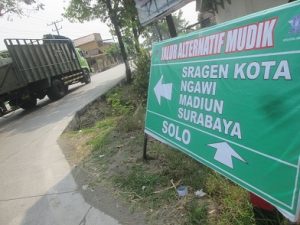 JALUR ALTERNATIF MUDIK
SRAGEN KOTA
NGAWI
MADIUN
SURABAYA
SOLO